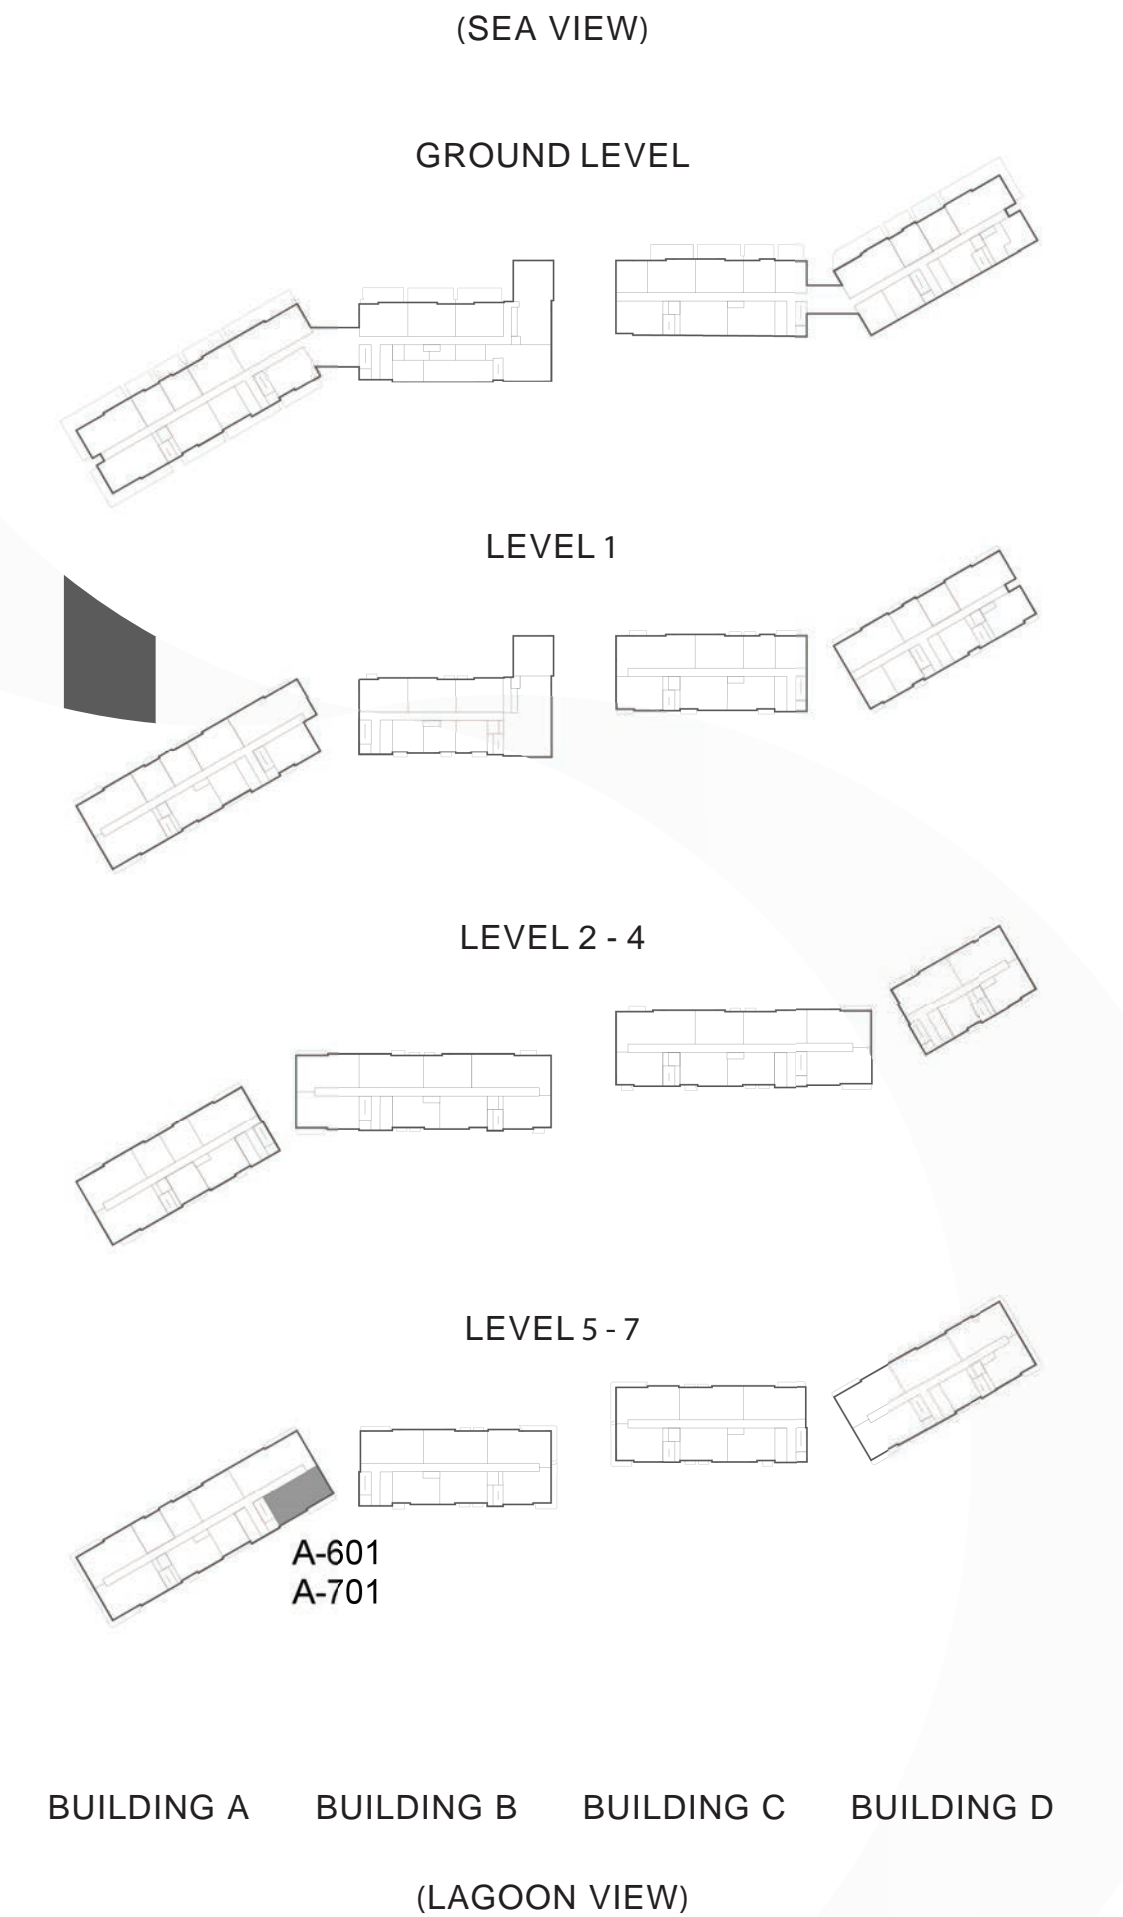 (SEA VIEW)
GROUND LEVEL
LEVEL 1
LEVEL 2 - 4
LEVEL 5 - 7
A-601
A-701
BUILDING A BUILDING B BUILDING C BUILDING D
(LAGOON VIEW)